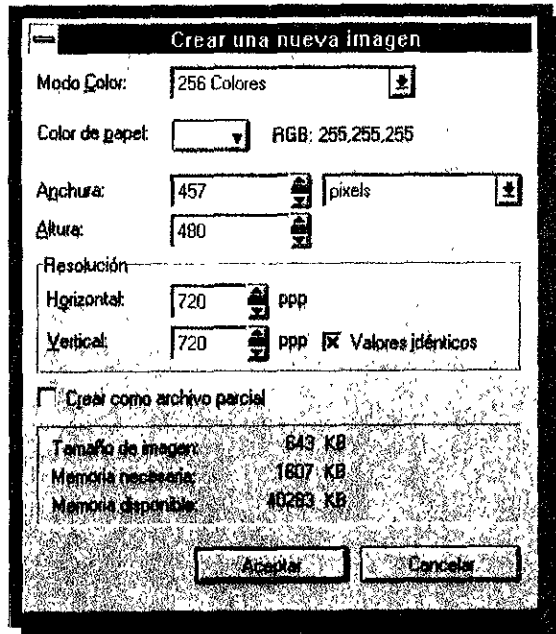 Crear una nueva imagen
Modo Color: 256 Colores
Color de papel: RGB: 255,255,255
Anchura: 457 pixels
Altura: 480
Resolución
Horizontal: 720 ppp
Vertical: 720 ppp Valores idénticos
Crear como archivo parcial
Tamaño de imagen: 643 KB
Memoria necesaria: 1607 KB
Memoria disponible: 40283 KB
Aceptar Cancelar